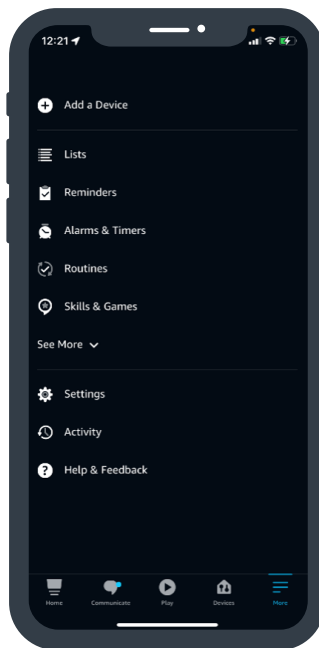 12:21
Add a Device
Lists
Reminders
Alarms & Timers
Routines
Skills & Games
See More
Settings
Activity
Help & Feedback
Home Communicate Play Devices More